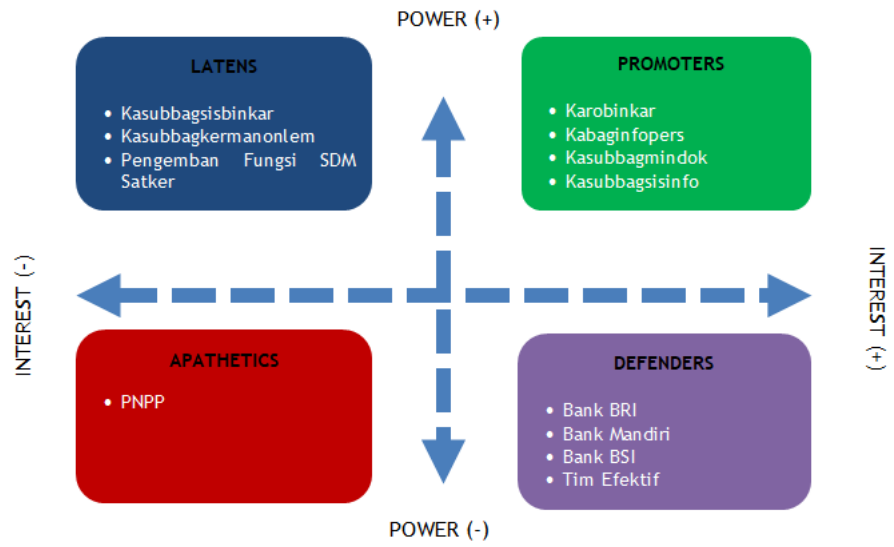 POWER (+)
LATENS
• Kasubbagsisbinkar
• Kasubbagkermanonlem
• Pengemban Fungsi SDM
Satker
PROMOTERS
• Karobinkar
• Kabaginfopers
• Kasubbagmindok
• Kasubbagsisinfo
INTEREST (-)
INTEREST (+)
APATHETICS
• PNPP
DEFENDERS
• Bank BRI
• Bank Mandiri
• Bank BSI
• Tim Efektif
POWER (-)